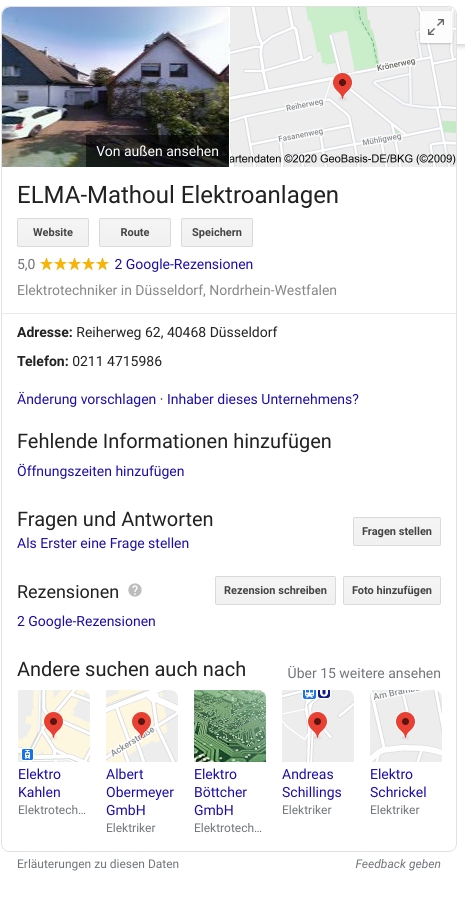 Krönerweg
Reiherweg
Fasanenweg
Mühligweg
Von außen ansehen
artendaten ©2020 GeoBasis-DE/BKG (©2009)
ELMA-Mathoul Elektroanlagen
Website Route Speichern
5,0 ★★★★★ 2 Google-Rezensionen
Elektrotechniker in Düsseldorf, Nordrhein-Westfalen
Adresse: Reiherweg 62, 40468 Düsseldorf
Telefon: 0211 4715986
Änderung vorschlagen · Inhaber dieses Unternehmens?
Fehlende Informationen hinzufügen
Öffnungszeiten hinzufügen
Fragen und Antworten
Fragen stellen
Als Erster eine Frage stellen
Rezensionen ? Rezension schreiben Foto hinzufügen
2 Google-Rezensionen
Andere suchen auch nach Über 15 weitere ansehen
Ackerstraße
Am Bramb
Elektro
Kahlen
Elektrotech...
Albert
Obermeyer
GmbH
Elektriker
Elektro
Böttcher
GmbH
Elektrotech...
Andreas
Schillings
Elektriker
Elektro
Schrickel
Elektriker
Erläuterungen zu diesen Daten Feedback geben